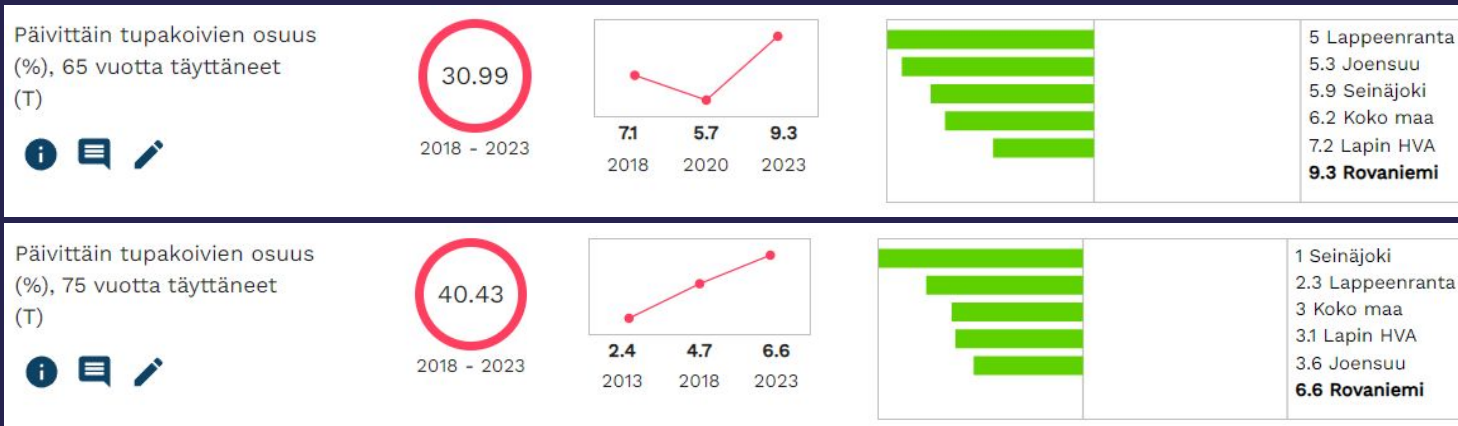 Päivittäin tupakoivien osuus
(%), 65 vuotta täyttäneet
(T)
30.99
2018 - 2023
7.1 5.7 9.3
2018 2020 2023
5 Lappeenranta
5.3 Joensuu
5.9 Seinäjoki
6.2 Koko maa
7.2 Lapin HVA
9.3 Rovaniemi
Päivittäin tupakoivien osuus
(%), 75 vuotta täyttäneet
(T)
40.43
2018 - 2023
2.4 4.7 6.6
2013 2018 2023
1 Seinäjoki
2.3 Lappeenranta
3 Koko maa
3.1 Lapin HVA
3.6 Joensuu
6.6 Rovaniemi